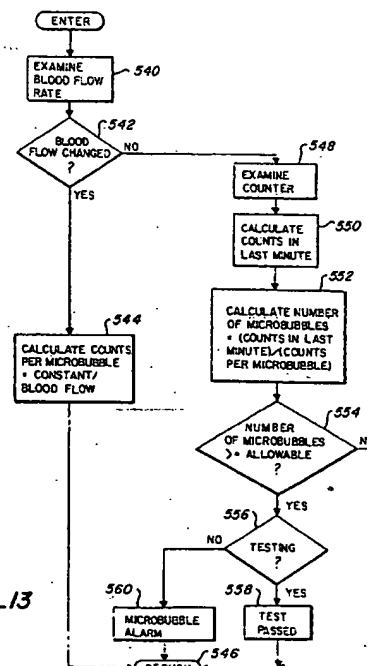 ENTER
EXAMINE
BLOOD FLOW
RATE
540
542
BLOOD
FLOW CHANGED
?
NO
YES
548
EXAMINE
COUNTER
550
CALCULATE
COUNTS IN
LAST MINUTE
552
CALCULATE NUMBER
OF MICROBUBBLES
= (COUNTS IN LAST
MINUTE)/(COUNTS
PER MICROBUBBLE)
544
CALCULATE COUNTS
PER MICROBUBBLE
= CONSTANT/
BLOOD FLOW
554
NUMBER
OF MICROBUBBLES
>= ALLOWABLE
?
YES
556
TESTING
?
NO
YES
560
MICROBUBBLE
ALARM
558
TEST
PASSED
13
546